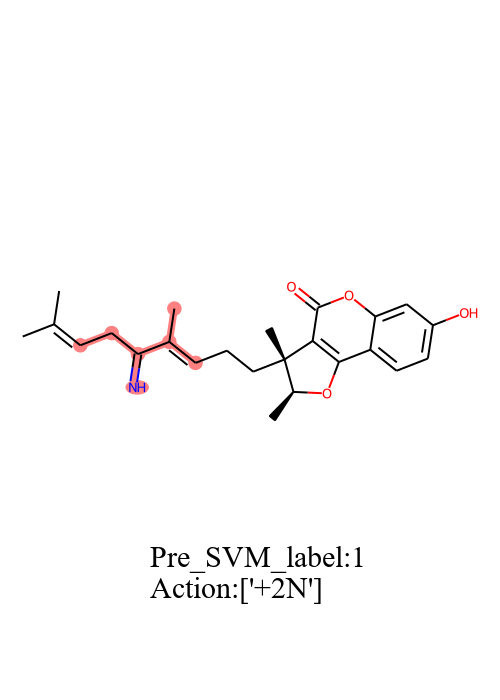 O
O
OH
NH
O
Pre_SVM_label:1
Action:['+2N']